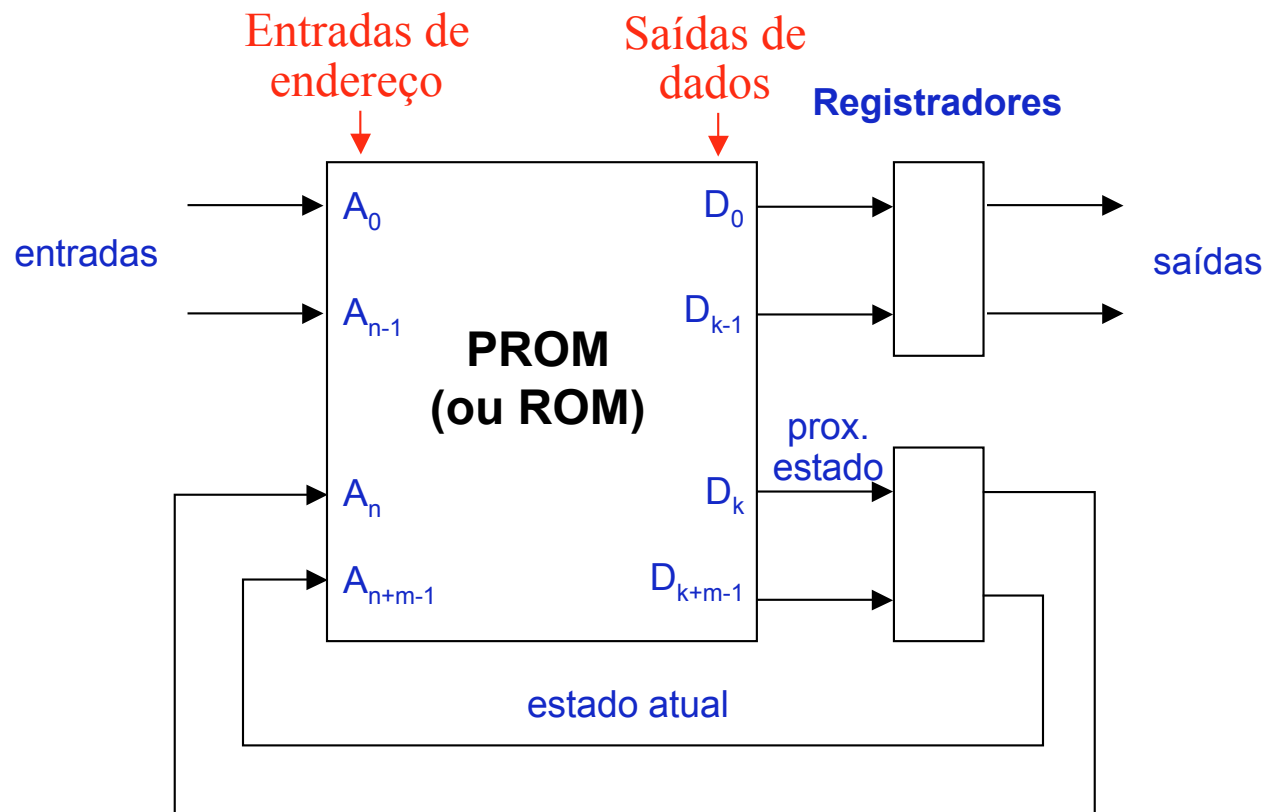 Entradas de
endereço
Saídas de
dados
Registradores
entradas
A0
An-1
PROM
(ou ROM)
D0
Dk-1
saídas
prox.
estado
An
An+m-1
Dk
Dk+m-1
estado atual